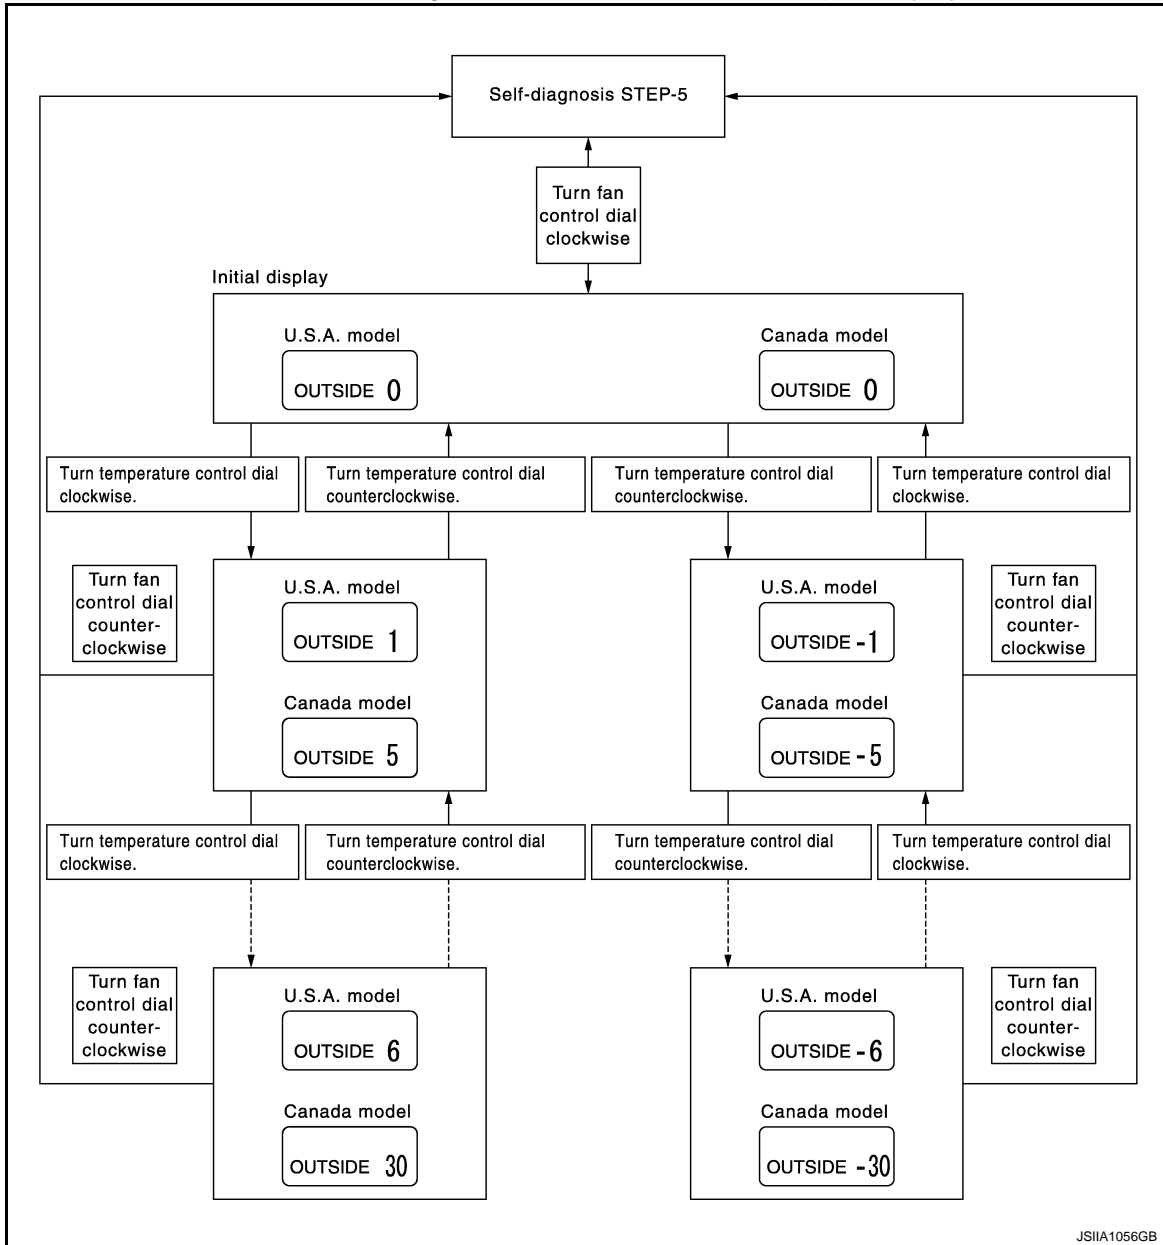 Self-diagnosis STEP-5
Turn fan
control dial
clockwise
Initial display
U.S.A. model
OUTSIDE 0
Canada model
OUTSIDE 0
Turn temperature control dial
clockwise.
Turn temperature control dial
counterclockwise.
Turn temperature control dial
counterclockwise.
Turn temperature control dial
clockwise.
Turn fan
control dial
counter-
clockwise
U.S.A. model
OUTSIDE 1
Canada model
OUTSIDE 5
U.S.A. model
OUTSIDE -1
Canada model
OUTSIDE -5
Turn fan
control dial
counter-
clockwise
Turn temperature control dial
clockwise.
Turn temperature control dial
counterclockwise.
Turn temperature control dial
counterclockwise.
Turn temperature control dial
clockwise.
Turn fan
control dial
counter-
clockwise
U.S.A. model
OUTSIDE 6
Canada model
OUTSIDE 30
U.S.A. model
OUTSIDE -6
Canada model
OUTSIDE -30
Turn fan
control dial
counter-
clockwise
JSIIA1056GB